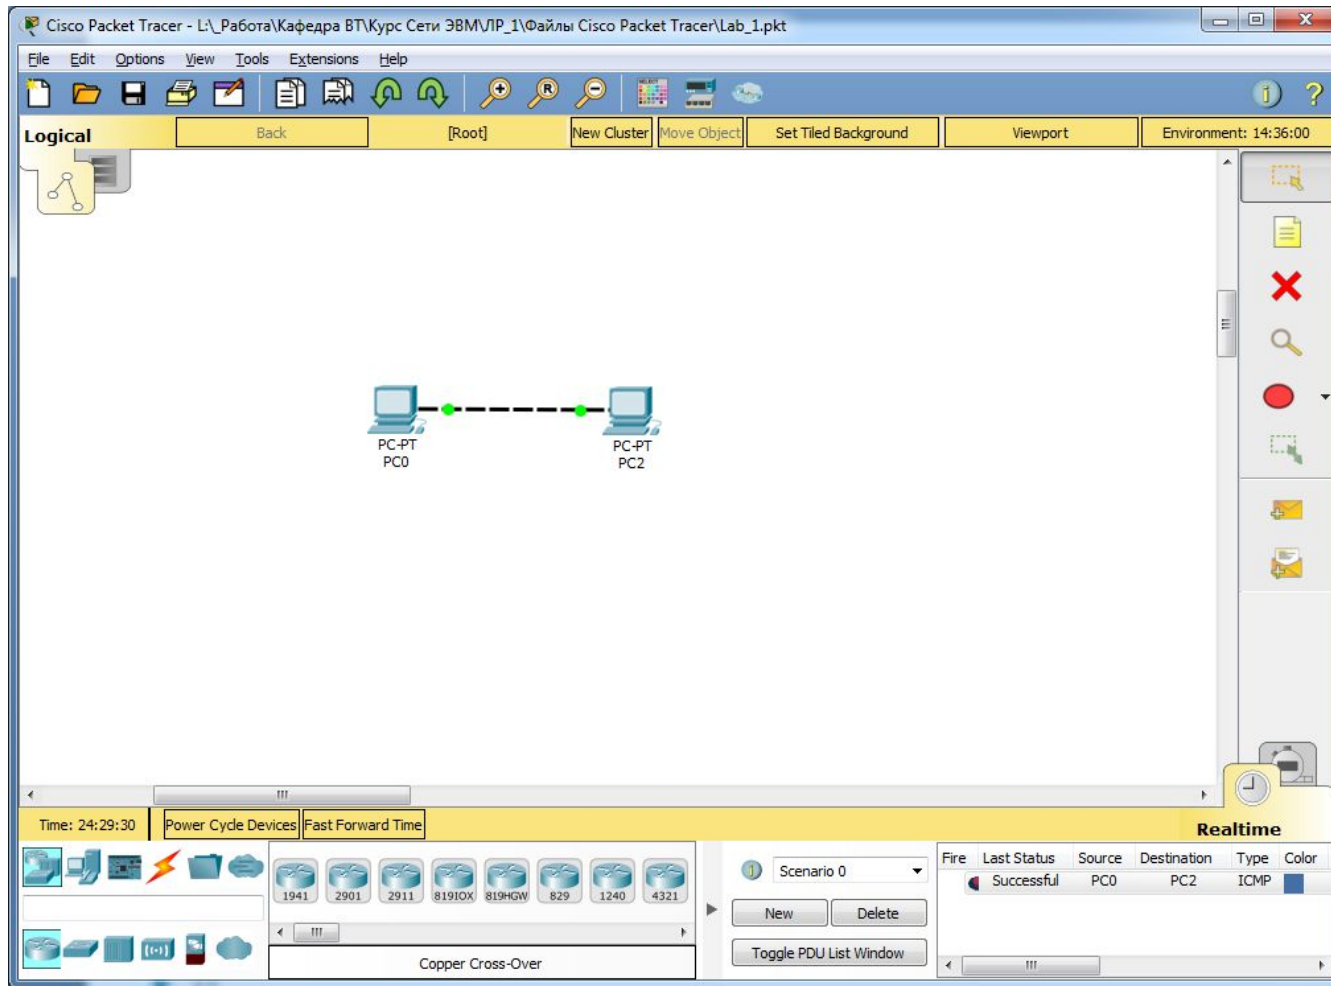 Cisco Packet Tracer - L:\_Работа\Кафедра ВТ\Курс Сети ЭВМ\ЛР_1\Файлы Cisco Packet Tracer\Lab_1.pkt
File Edit Options View Tools Extensions Help
Logical Back [Root] New Cluster Move Object Set Tiled Background Viewport Environment: 14:36:00
PC-PT
PC0
PC-PT
PC2
Time: 24:29:30 Power Cycle Devices Fast Forward Time
Realtime
1941 2901 2911 819IOX 819HGW 829 1240 4321
Copper Cross-Over
Scenario 0
New Delete
Toggle PDU List Window
Fire Last Status Source Destination Type Color
Successful PC0 PC2 ICMP